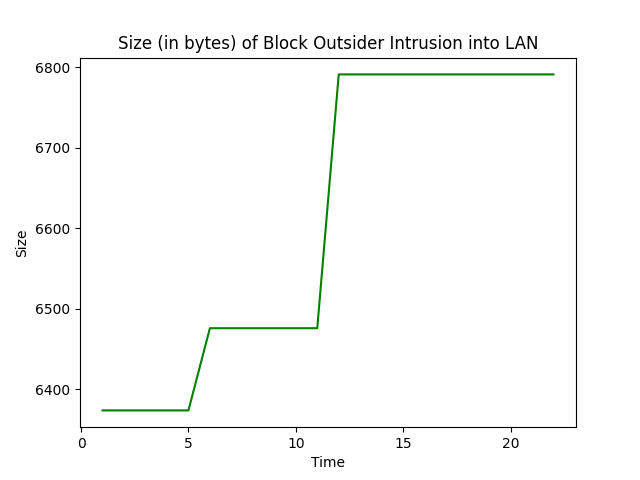 Size (in bytes) of Block Outsider Intrusion into LAN
6800
6700
6600
6500
6400
Size
0 5 10 15 20
Time